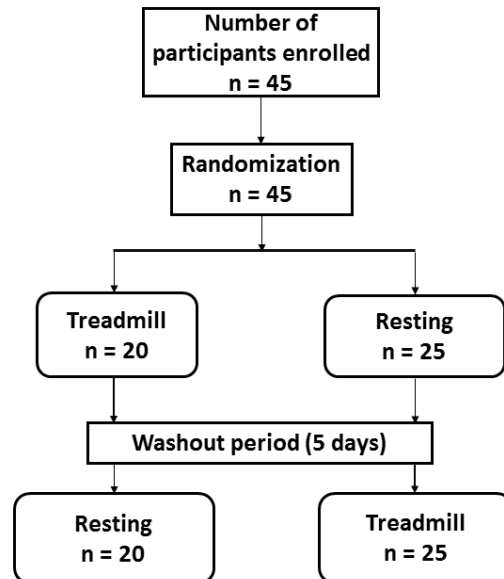 Number of
participants enrolled
n = 45
Randomization
n = 45
Treadmill
n = 20
Resting
n = 25
Washout period (5 days)
Resting
n = 20
Treadmill
n = 25